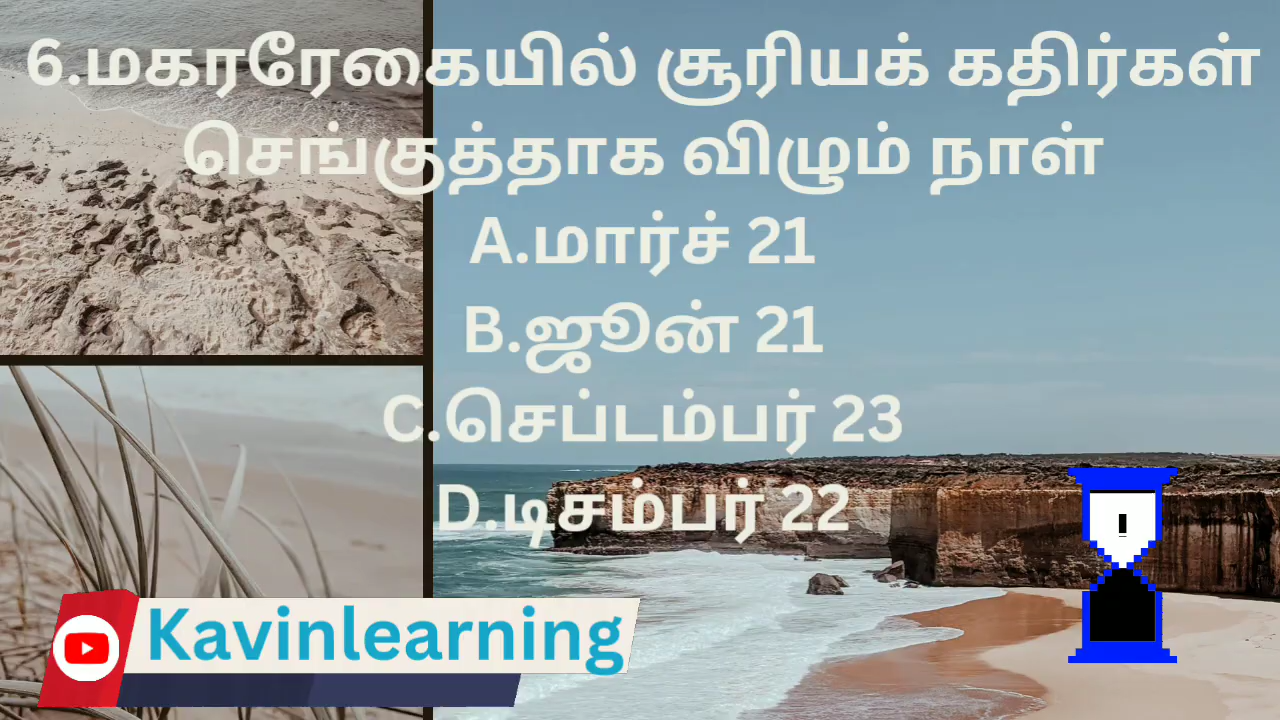 6.மகரரேகையில் சூரியக் கதிர்கள்
செங்குத்தாக விழும் நாள்
A.மார்ச் 21
B.ஜூன் 21
C.செப்டம்பர் 23
D.டிசம்பர் 22
Kavinlearning